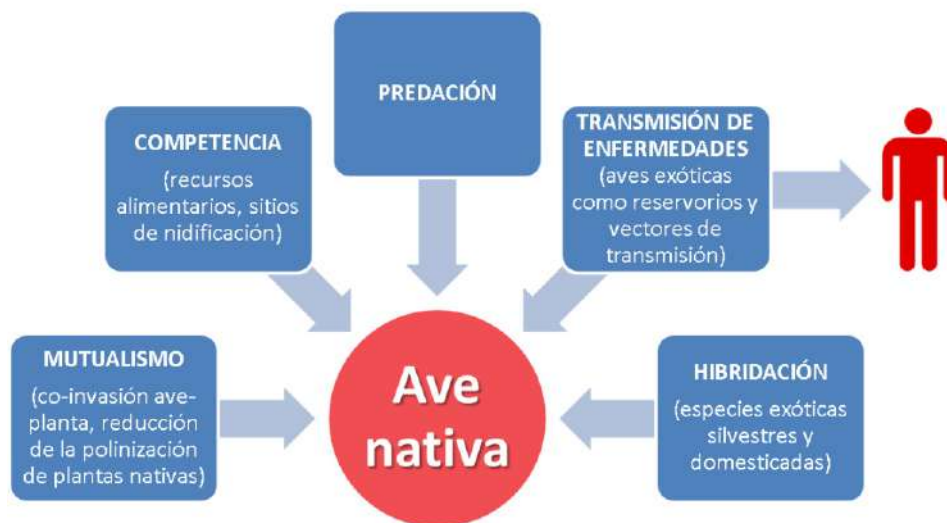 PREDACIÓN
COMPETENCIA
(recursos
alimentarios, sitios
de nidificación)
TRANSMISIÓN DE
ENFERMEDADES
(aves exóticas
como reservorios y
vectores de
transmisión)
MUTUALISMO
(co-invasión ave-
planta, reducción
de la polinización
de plantas nativas)
Ave
nativa
HIBRIDACIÓN
(especies exóticas
silvestres y
domesticadas)